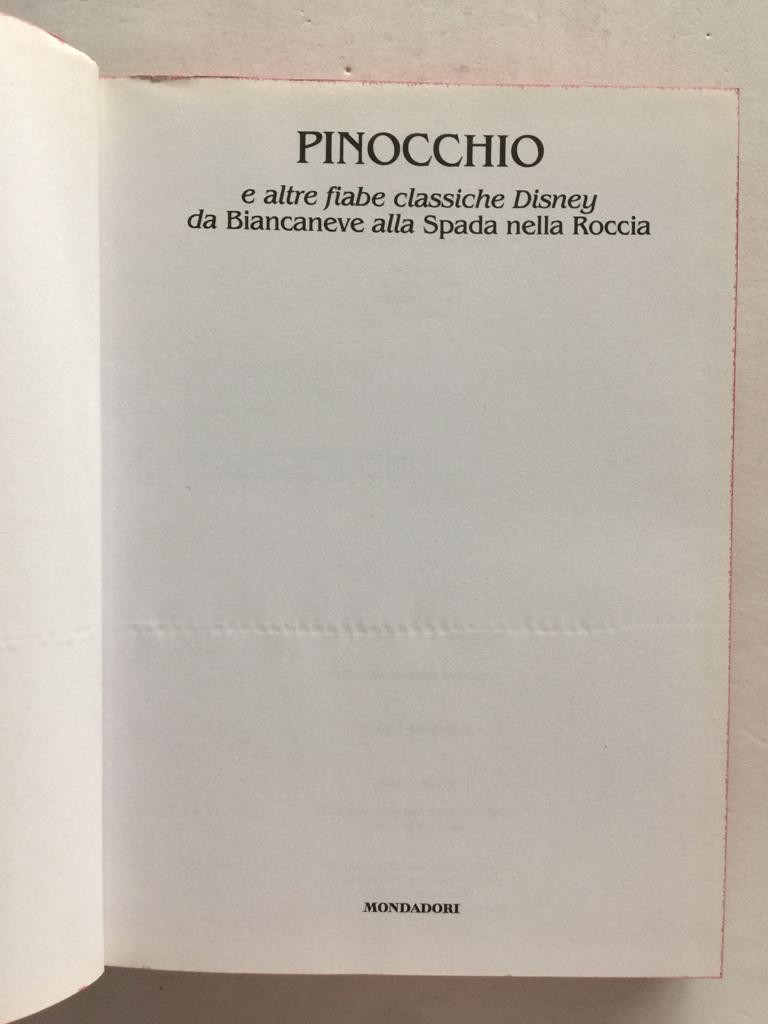 PINOCCHIO
e altre fiabe classiche Disney
da Biancaneve alla Spada nella Roccia
MONDADORI